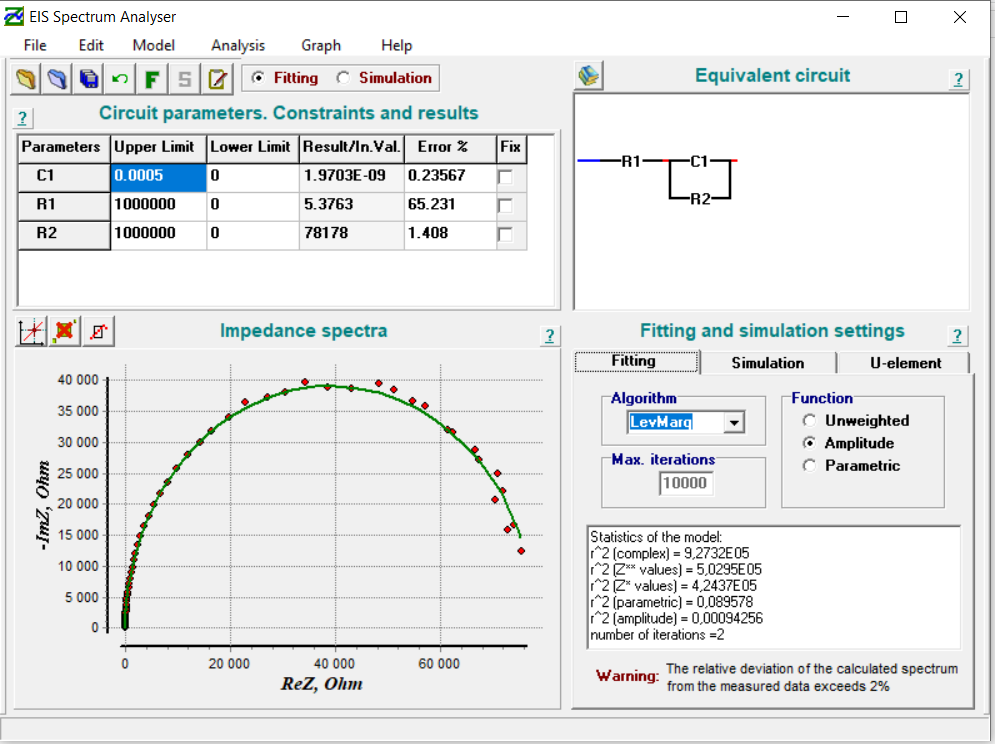 EIS Spectrum Analyser
File Edit Model Analysis Graph Help
F S Fitting Simulation
Circuit parameters. Constraints and results
?
Parameters Upper Limit Lower Limit Result/In.Val. Error % Fix
C1 0.0005 0 1.9703E-09 0.23567
R1 1000000 0 5.3763 65.231
R2 1000000 0 78178 1.408
Equivalent circuit
?
R1 C1
R2
Impedance spectra
?
40 000
35 000
30 000
25 000
20 000
15 000
10 000
5 000
0
-ImZ, Ohm
0 20 000 40 000 60 000
ReZ, Ohm
Fitting and simulation settings
?
Fitting Simulation U-element
Algorithm
LevMarq
Max. iterations
10000
Function
Unweighted
Amplitude
Parametric
Statistics of the model:
r^2 (complex) = 9,2732E05
r^2 (Z'' values) = 5,0295E05
r^2 (Z' values) = 4,2437E05
r^2 (parametric) = 0,089578
r^2 (amplitude) = 0,00094256
number of iterations =2
Warning: The relative deviation of the calculated spectrum
from the measured data exceeds 2%